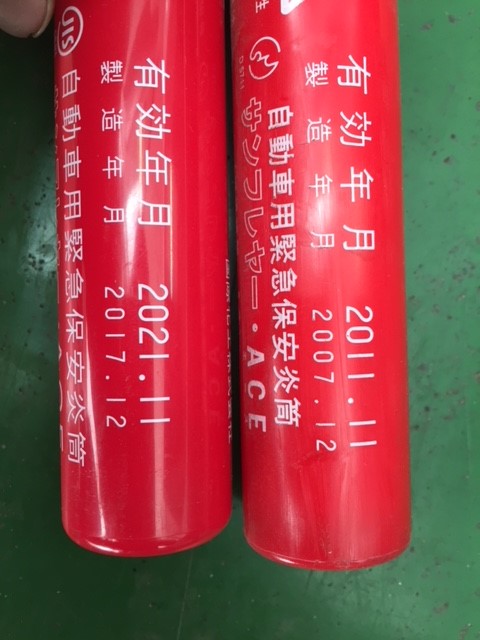 JIS
自動車用緊急保安炎筒
有効年月 2021.11
製造年月 2017.12
自動車用緊急保安炎筒
サンフレヤー・ACE
有効年月 2011.11
製造年月 2007.12